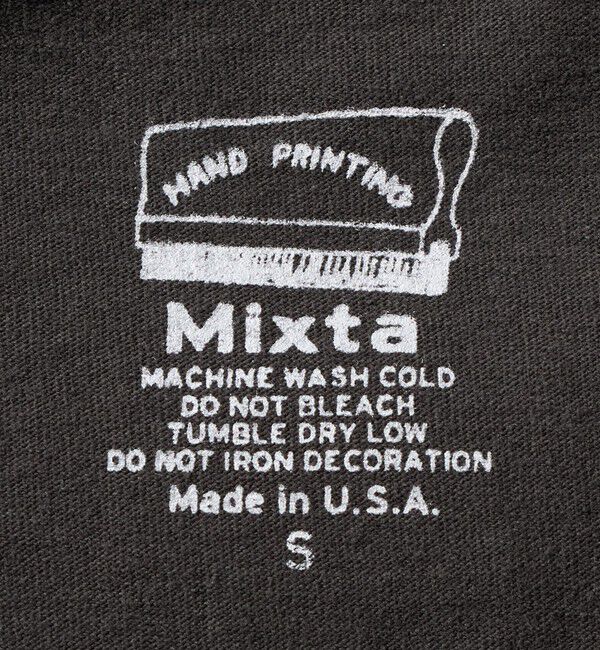 HAND PRINTING
Mixta
MACHINE WASH COLD
DO NOT BLEACH
TUMBLE DRY LOW
DO NOT IRON DECORATION
Made in U.S.A.
S